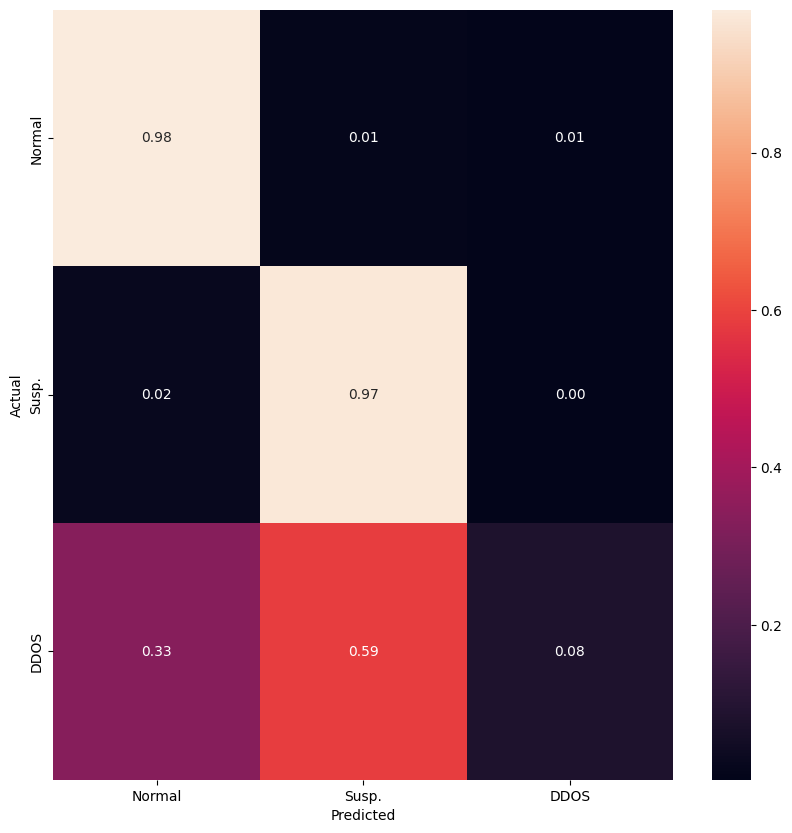 Normal 0.98 0.01 0.01
Susp. 0.02 0.97 0.00
DDOS 0.33 0.59 0.08
Actual
Normal Susp. DDOS
Predicted
0.8
0.6
0.4
0.2